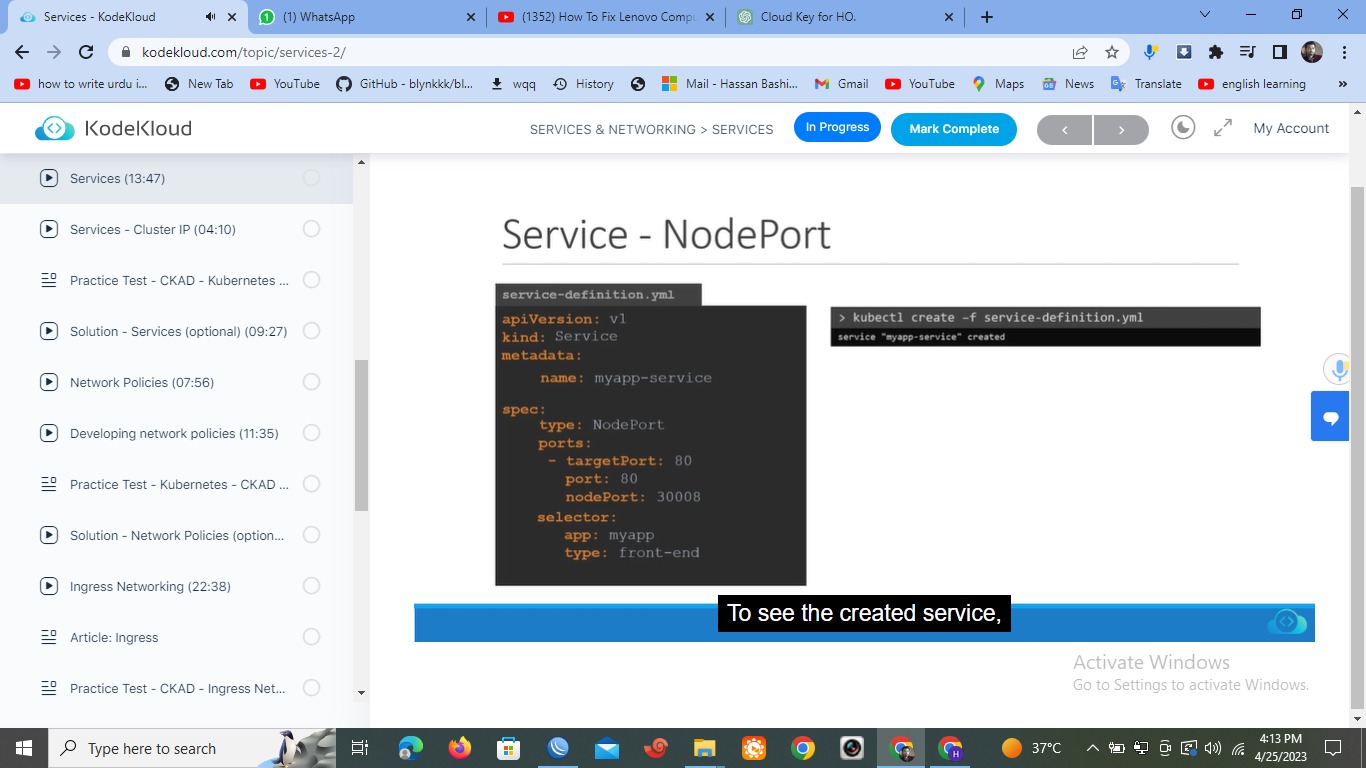 Services - KodeKloud
(1) WhatsApp
(1352) How To Fix Lenovo Compu
Cloud Key for HO.
kodekloud.com/topic/services-2/
how to write urdu i...
New Tab
YouTube
GitHub - blynkkk/bl...
wqq
History
Mail - Hassan Bashi...
Gmail
YouTube
Maps
News
Translate
english learning
»
KodeKloud
SERVICES & NETWORKING > SERVICES
In Progress
Mark Complete
My Account
Services (13:47)
Services - Cluster IP (04:10)
Practice Test - CKAD - Kubernetes ...
Solution - Services (optional) (09:27)
Network Policies (07:56)
Developing network policies (11:35)
Practice Test - Kubernetes - CKAD ...
Solution - Network Policies (option...
Ingress Networking (22:38)
Article: Ingress
Practice Test - CKAD - Ingress Net...
Service - NodePort
service-definition.yml
apiVersion: v1
kind: Service
metadata:
name: myapp-service
spec:
type: NodePort
ports:
- targetPort: 80
port: 80
nodePort: 30008
selector:
app: myapp
type: front-end
> kubectl create –f service-definition.yml
service "myapp-service" created
To see the created service,
Activate Windows
Go to Settings to activate Windows.
Type here to search
37°C
4:13 PM
4/25/2023